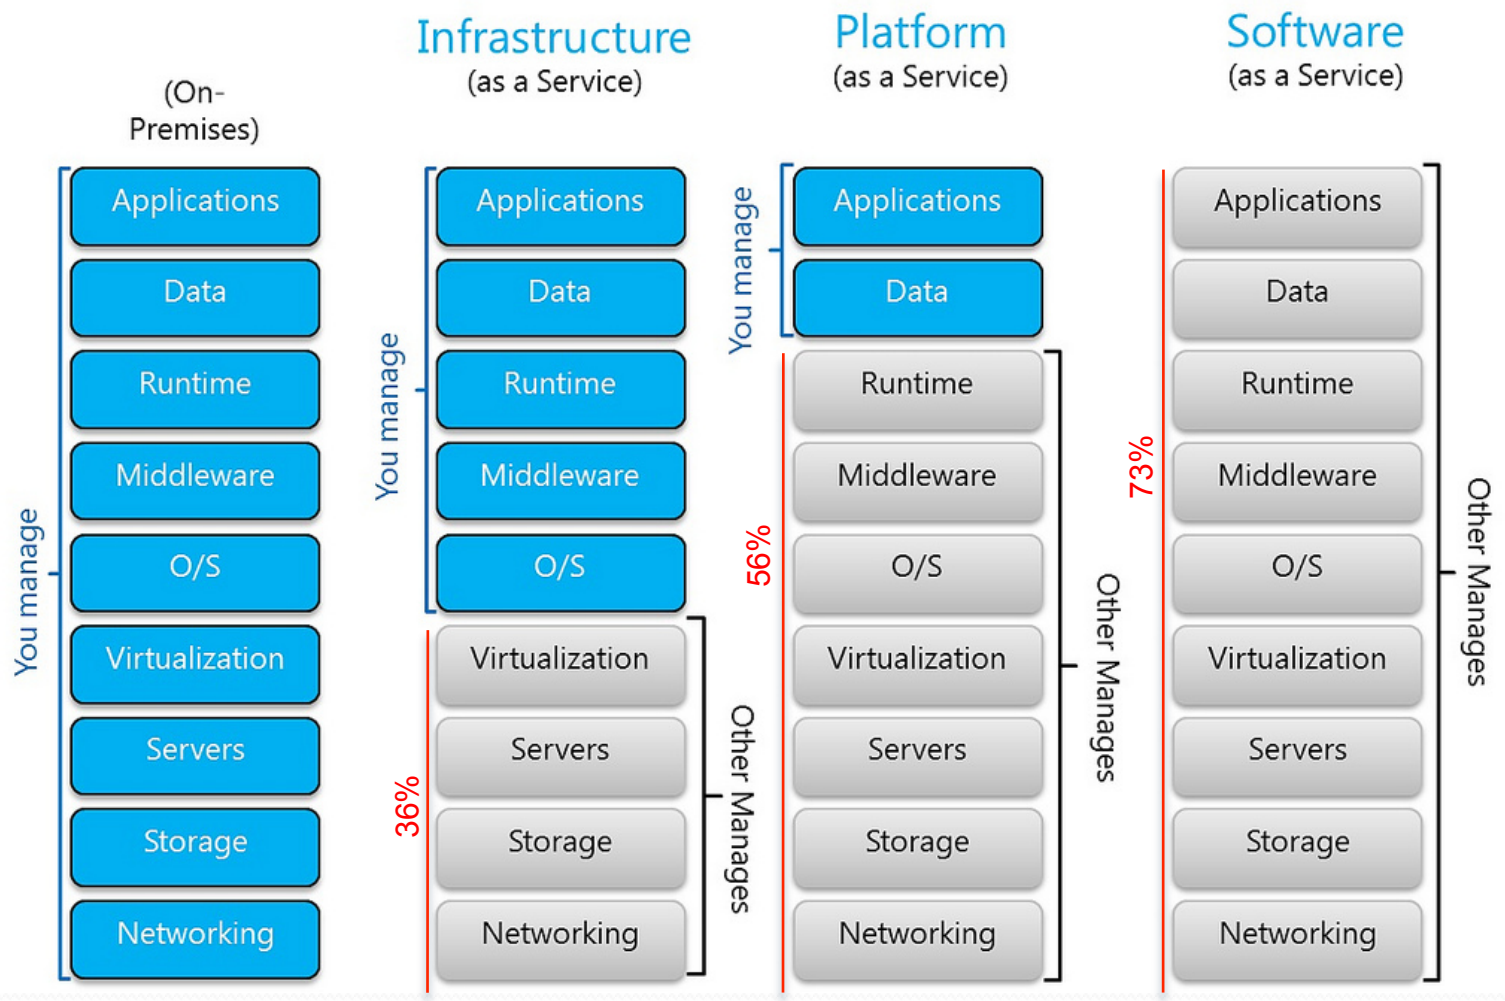 (On-
Premises)
You manage
Applications
Data
Runtime
Middleware
O/S
Virtualization
Servers
Storage
Networking
Infrastructure
(as a Service)
You manage
Applications
Data
Runtime
Middleware
O/S
36%
Virtualization
Servers
Storage
Networking
Other Manages
Platform
(as a Service)
You manage
Applications
Data
56%
Runtime
Middleware
O/S
Virtualization
Servers
Storage
Networking
Other Manages
Software
(as a Service)
73%
Applications
Data
Runtime
Middleware
O/S
Virtualization
Servers
Storage
Networking
Other Manages